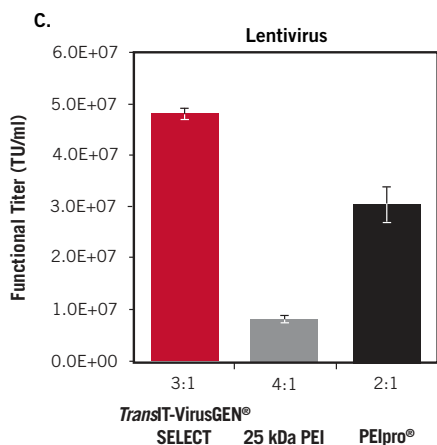 C.
Lentivirus
Functional Titer (TU/ml)
6.0E+07
5.0E+07
4.0E+07
3.0E+07
2.0E+07
1.0E+07
0.0E+00
3:1 4:1 2:1
TransIT-VirusGEN®
SELECT 25 kDa PEI PEIpro®